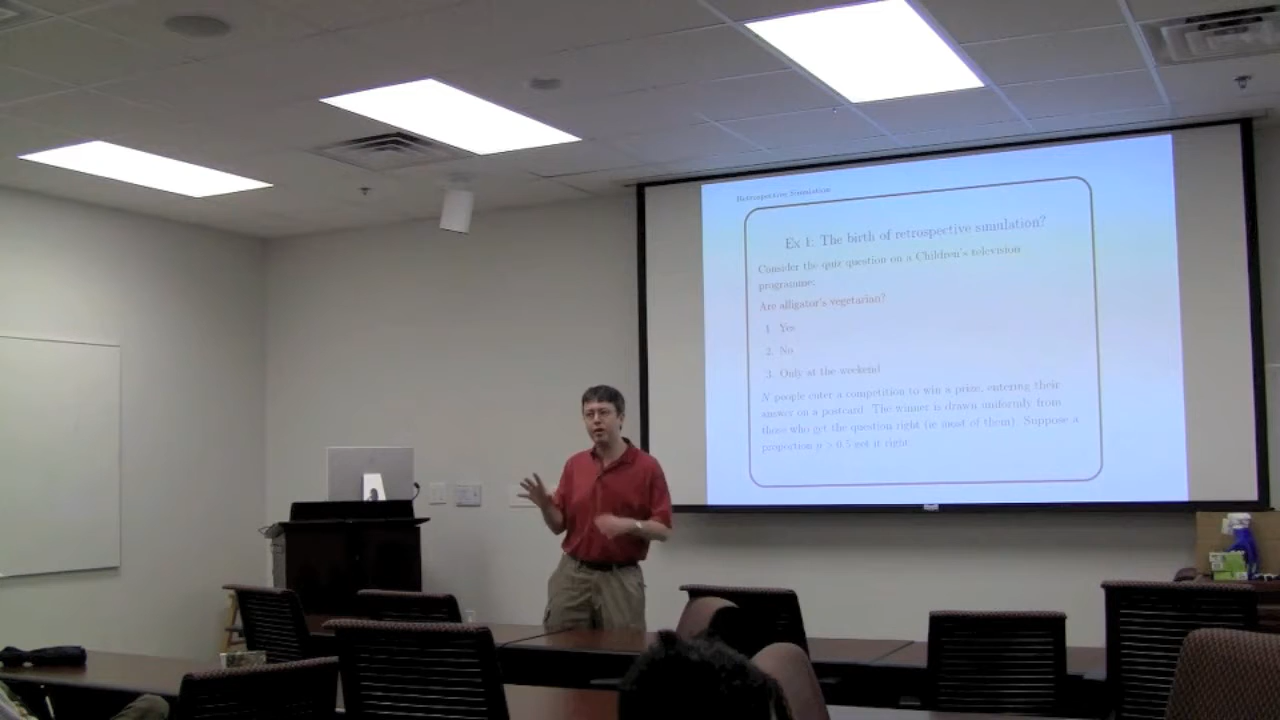 Retrospective Simulation
Ex 1: The birth of retrospective simulation?
Consider the quiz question on a Children's television
programme:
Are alligator's vegetarian?
1. Yes
2. No
3. Only at the weekend
N people enter a competition to win a prize, entering their
answer on a postcard. The winner is drawn uniformly from
those who get the question right (ie most of them). Suppose a
proportion p > 0.5 got it right.